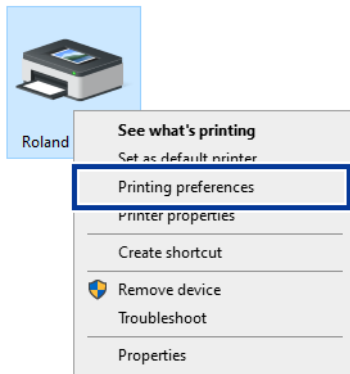 Roland
See what's printing
Set as default printer
Printing preferences
Printer properties
Create shortcut
Remove device
Troubleshoot
Properties